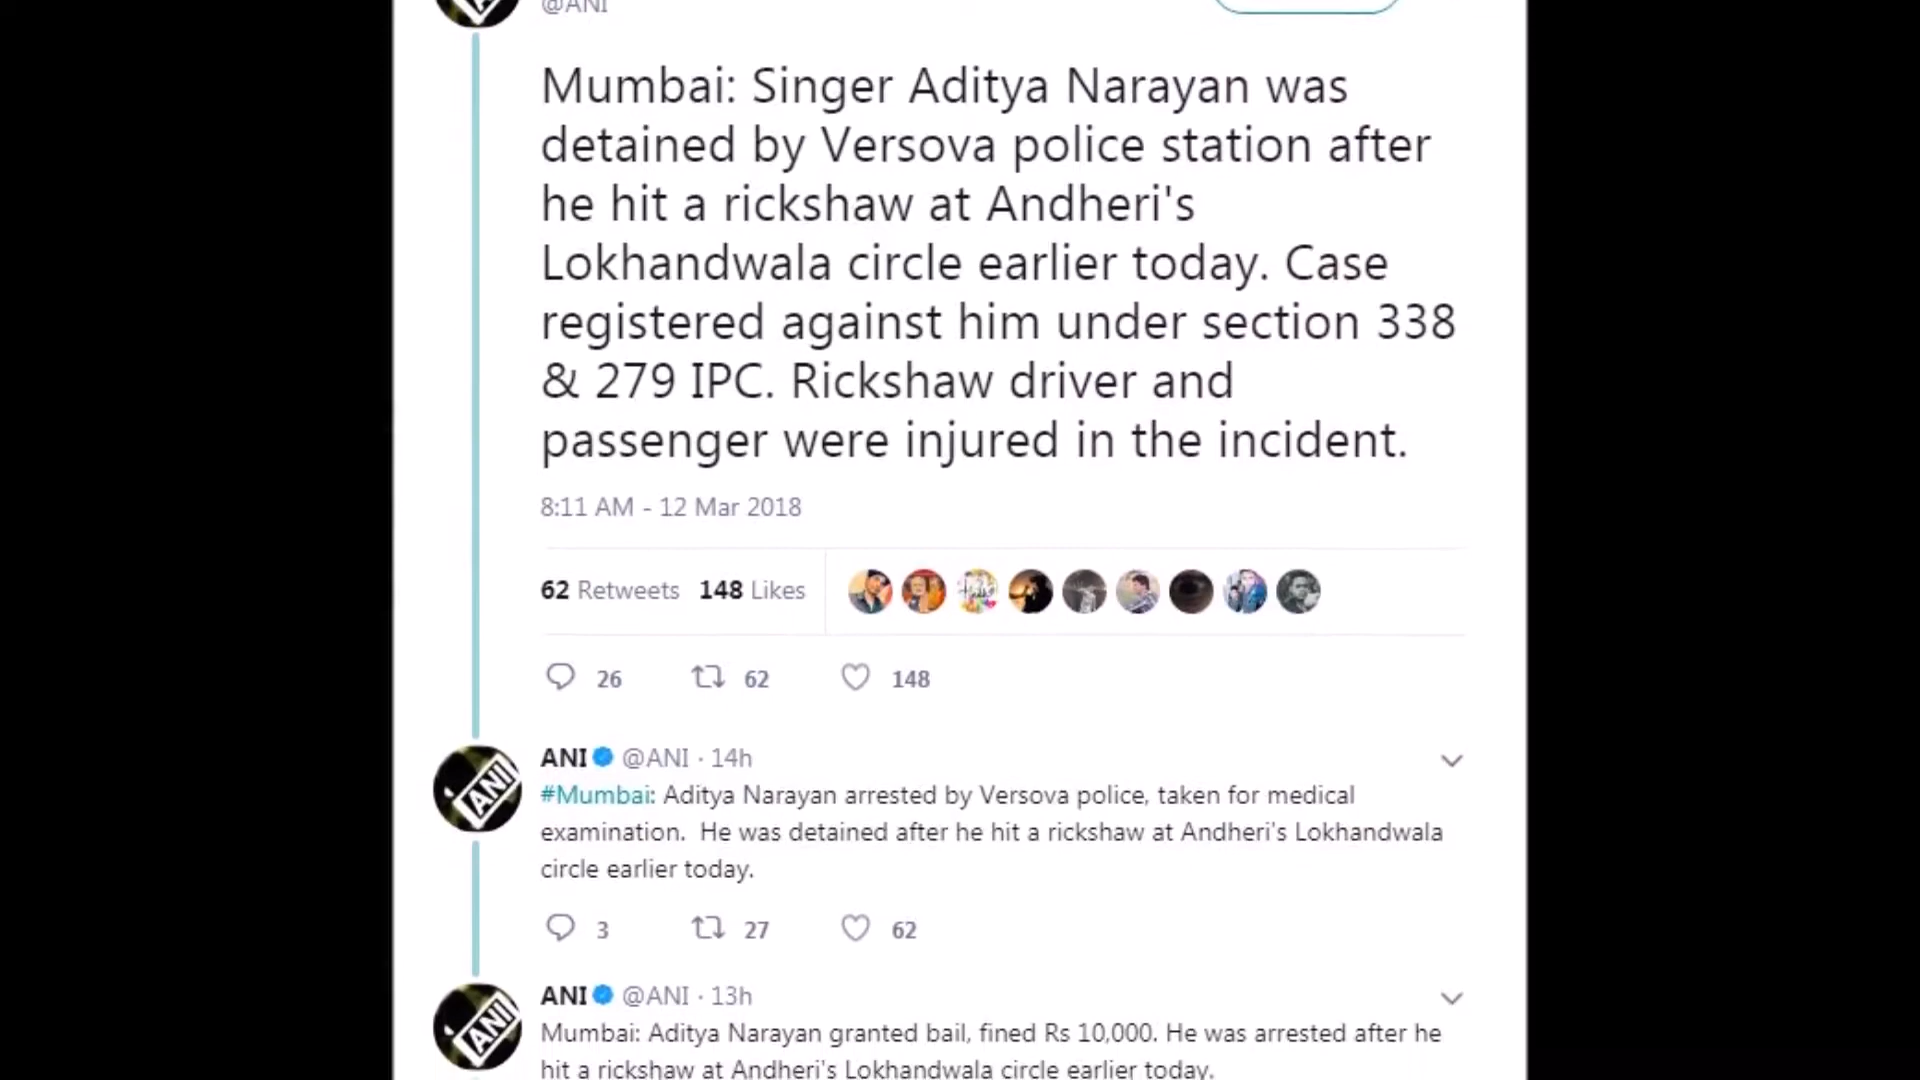 @ANI
Mumbai: Singer Aditya Narayan was
detained by Versova police station after
he hit a rickshaw at Andheri's
Lokhandwala circle earlier today. Case
registered against him under section 338
& 279 IPC. Rickshaw driver and
passenger were injured in the incident.
8:11 AM - 12 Mar 2018
62 Retweets 148 Likes
26 62 148
ANI @ANI · 14h
#Mumbai: Aditya Narayan arrested by Versova police, taken for medical
examination. He was detained after he hit a rickshaw at Andheri's Lokhandwala
circle earlier today.
ANI
3 27 62
ANI @ANI · 13h
Mumbai: Aditya Narayan granted bail, fined Rs 10,000. He was arrested after he
hit a rickshaw at Andheri's Lokhandwala circle earlier today.
ANI